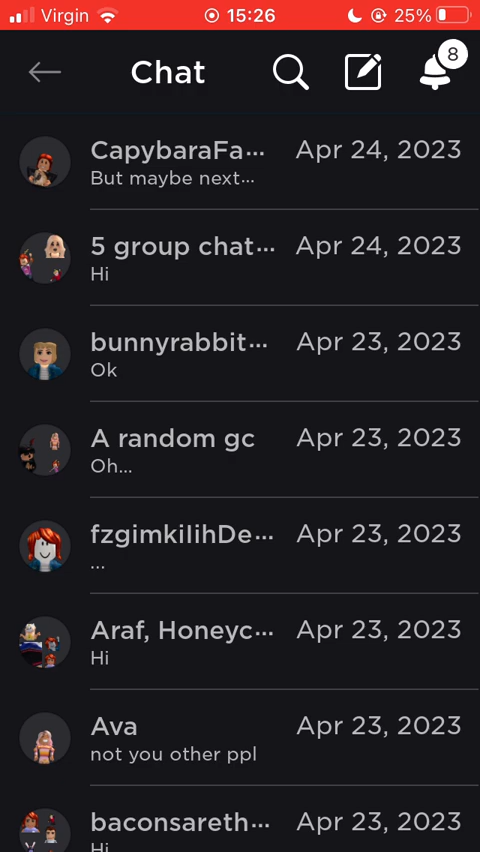 Virgin 15:26 25%
Chat 8
CapybaraFa... Apr 24, 2023
But maybe next...
5 group chat... Apr 24, 2023
Hi
bunnyrabbit... Apr 23, 2023
Ok
A random gc Apr 23, 2023
Oh...
fzgimkilihDe... Apr 23, 2023
...
Araf, Honeyc... Apr 23, 2023
Hi
Ava Apr 23, 2023
not you other ppl
baconsareth... Apr 23, 2023
Hi